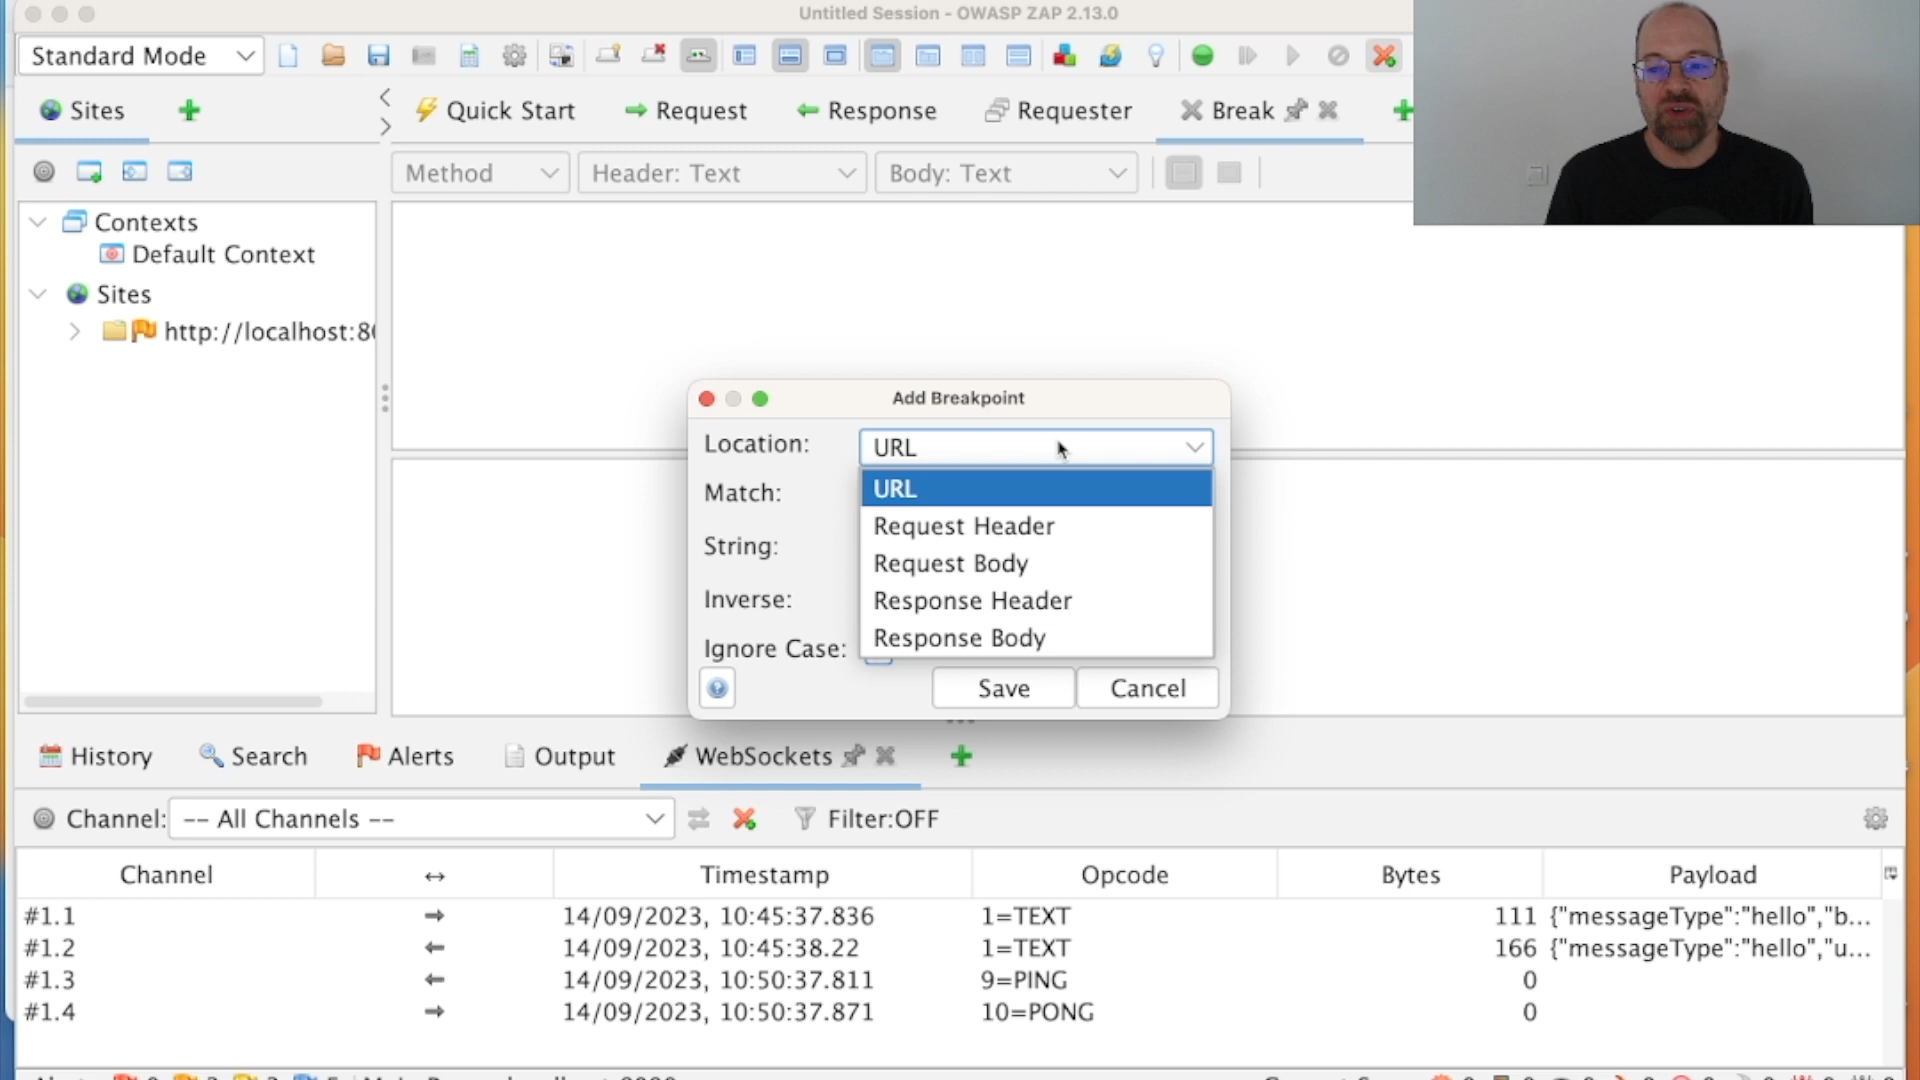 Untitled Session - OWASP ZAP 2.13.0
Standard Mode
Sites
Quick Start
Request
Response
Requester
Break
Method
Header: Text
Body: Text
Contexts
Default Context
Sites
http://localhost:80
Add Breakpoint
Location:
URL
Match:
String:
Inverse:
Ignore Case:
URL
Request Header
Request Body
Response Header
Response Body
Save
Cancel
History
Search
Alerts
Output
WebSockets
Channel:
-- All Channels --
Filter:OFF
Channel ↔ Timestamp Opcode Bytes Payload
#1.1 → 14/09/2023, 10:45:37.836 1=TEXT 111 {"messageType":"hello","b...
#1.2 ← 14/09/2023, 10:45:38.22 1=TEXT 166 {"messageType":"hello","u...
#1.3 ← 14/09/2023, 10:50:37.811 9=PING 0
#1.4 → 14/09/2023, 10:50:37.871 10=PONG 0